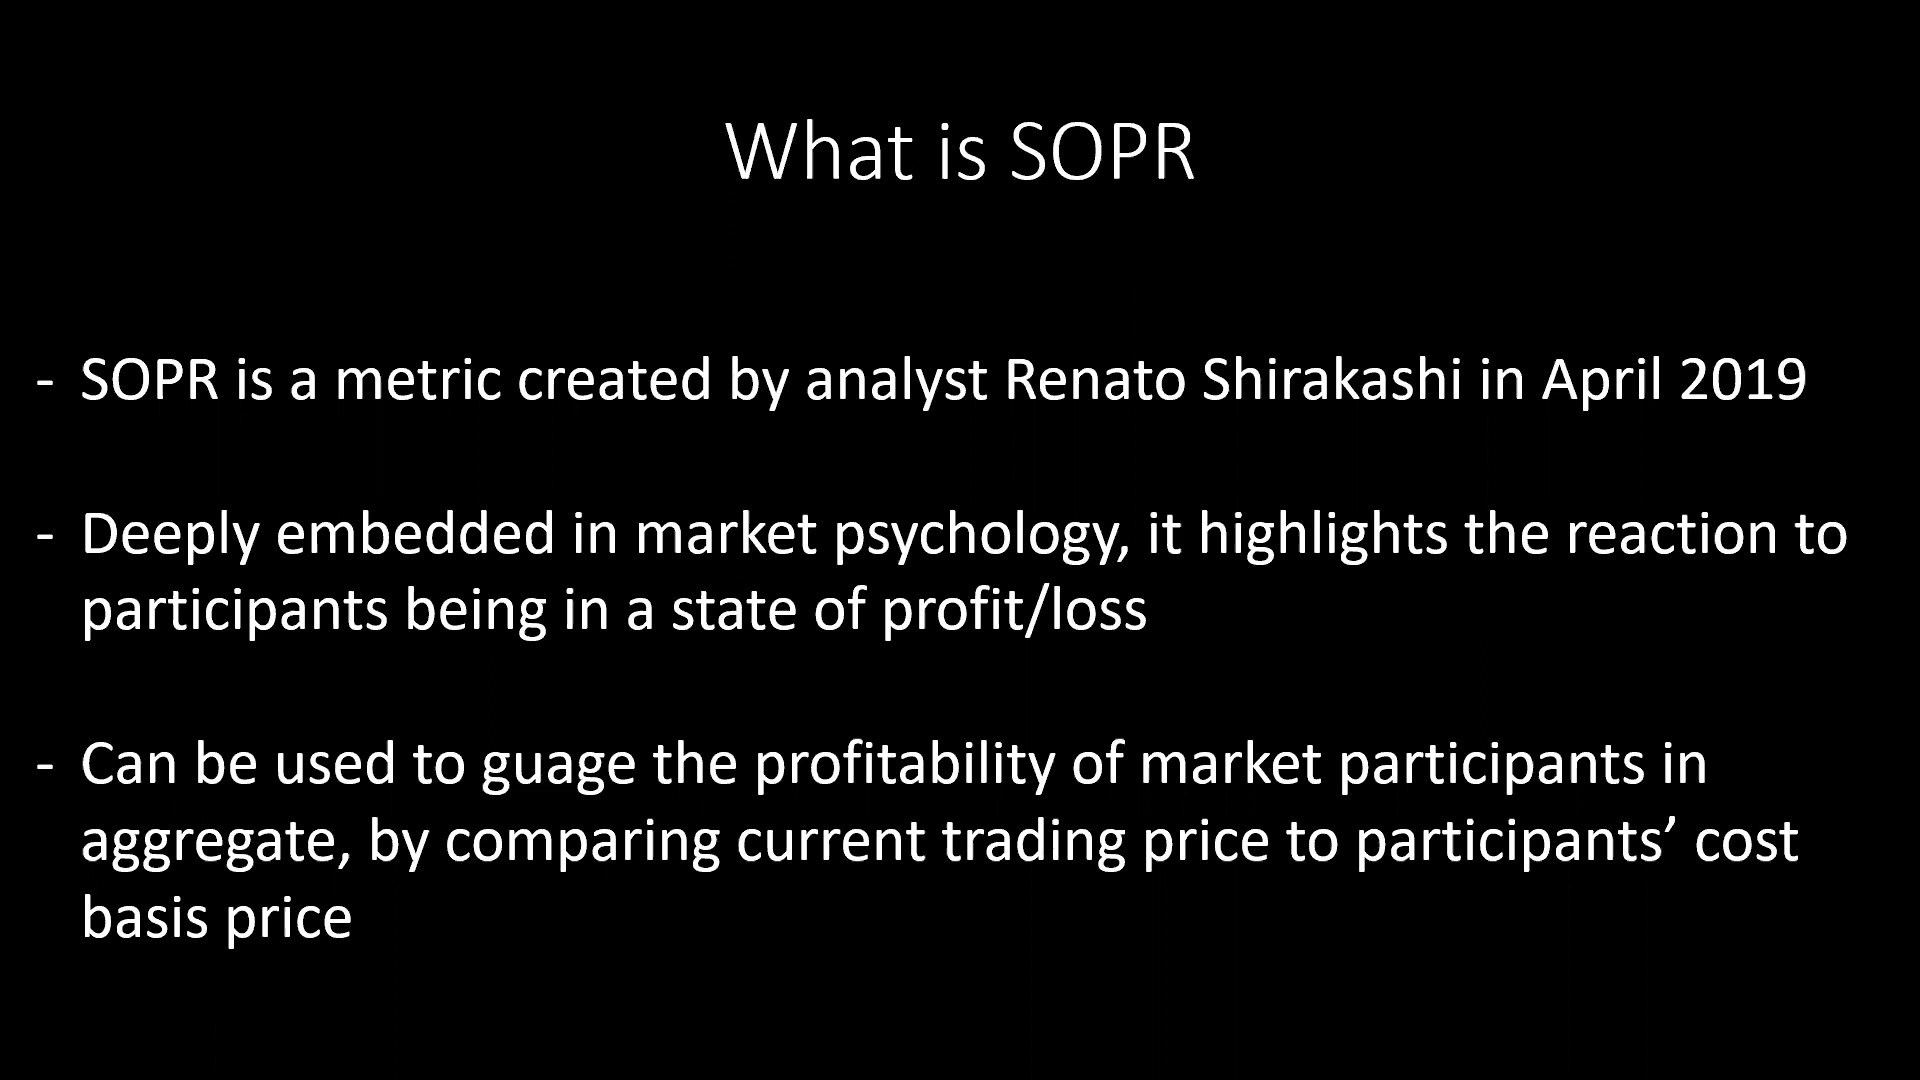 What is SOPR
- SOPR is a metric created by analyst Renato Shirakashi in April 2019
- Deeply embedded in market psychology, it highlights the reaction to
participants being in a state of profit/loss
- Can be used to guage the profitability of market participants in
aggregate, by comparing current trading price to participants’ cost
basis price